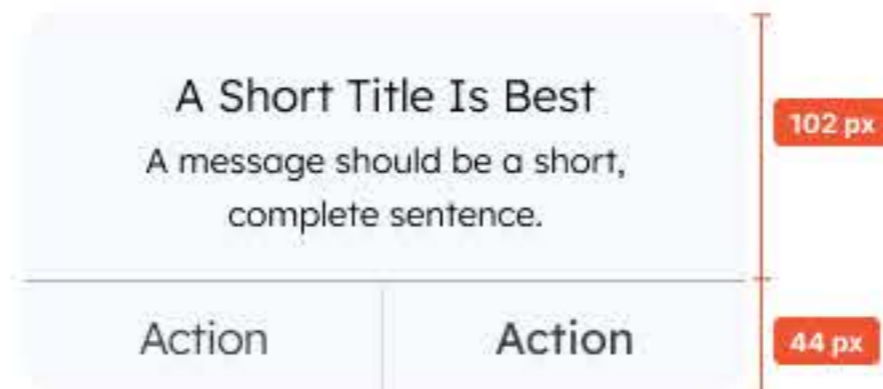 A Short Title Is Best
102 px
A message should be a short,
complete sentence.
Action
Action
44 px